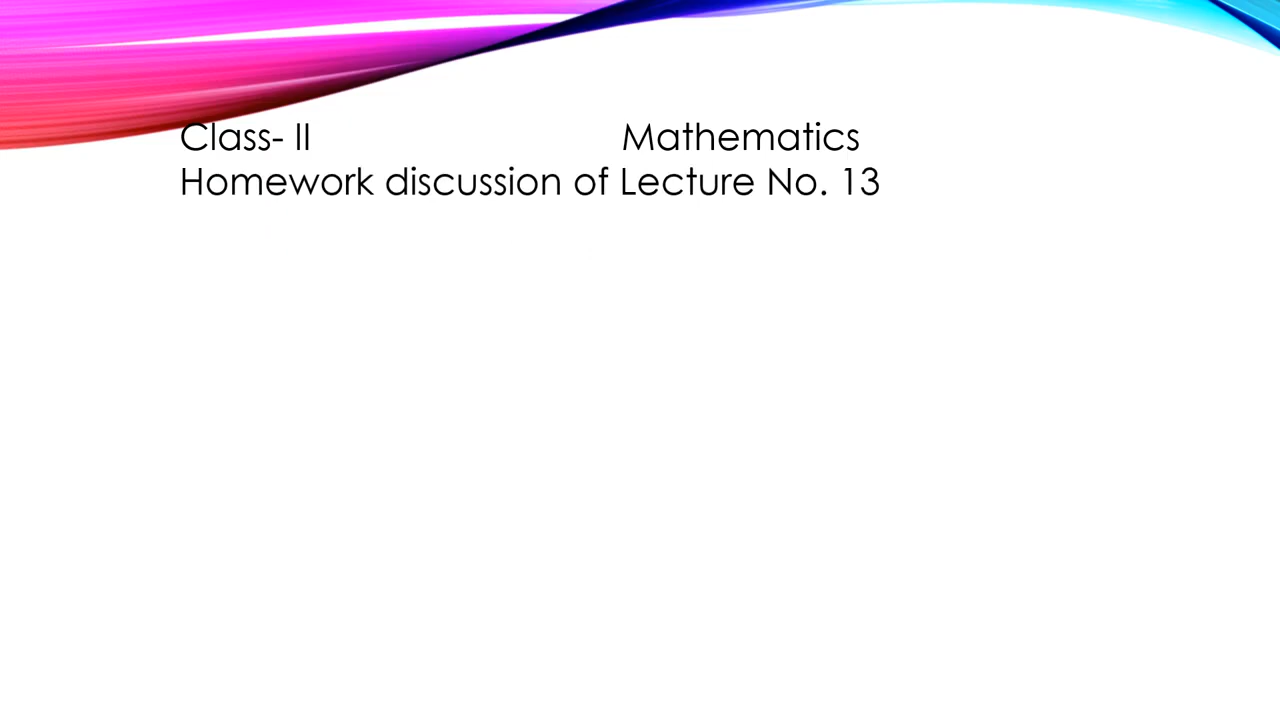 Class- II Mathematics
Homework discussion of Lecture No. 13